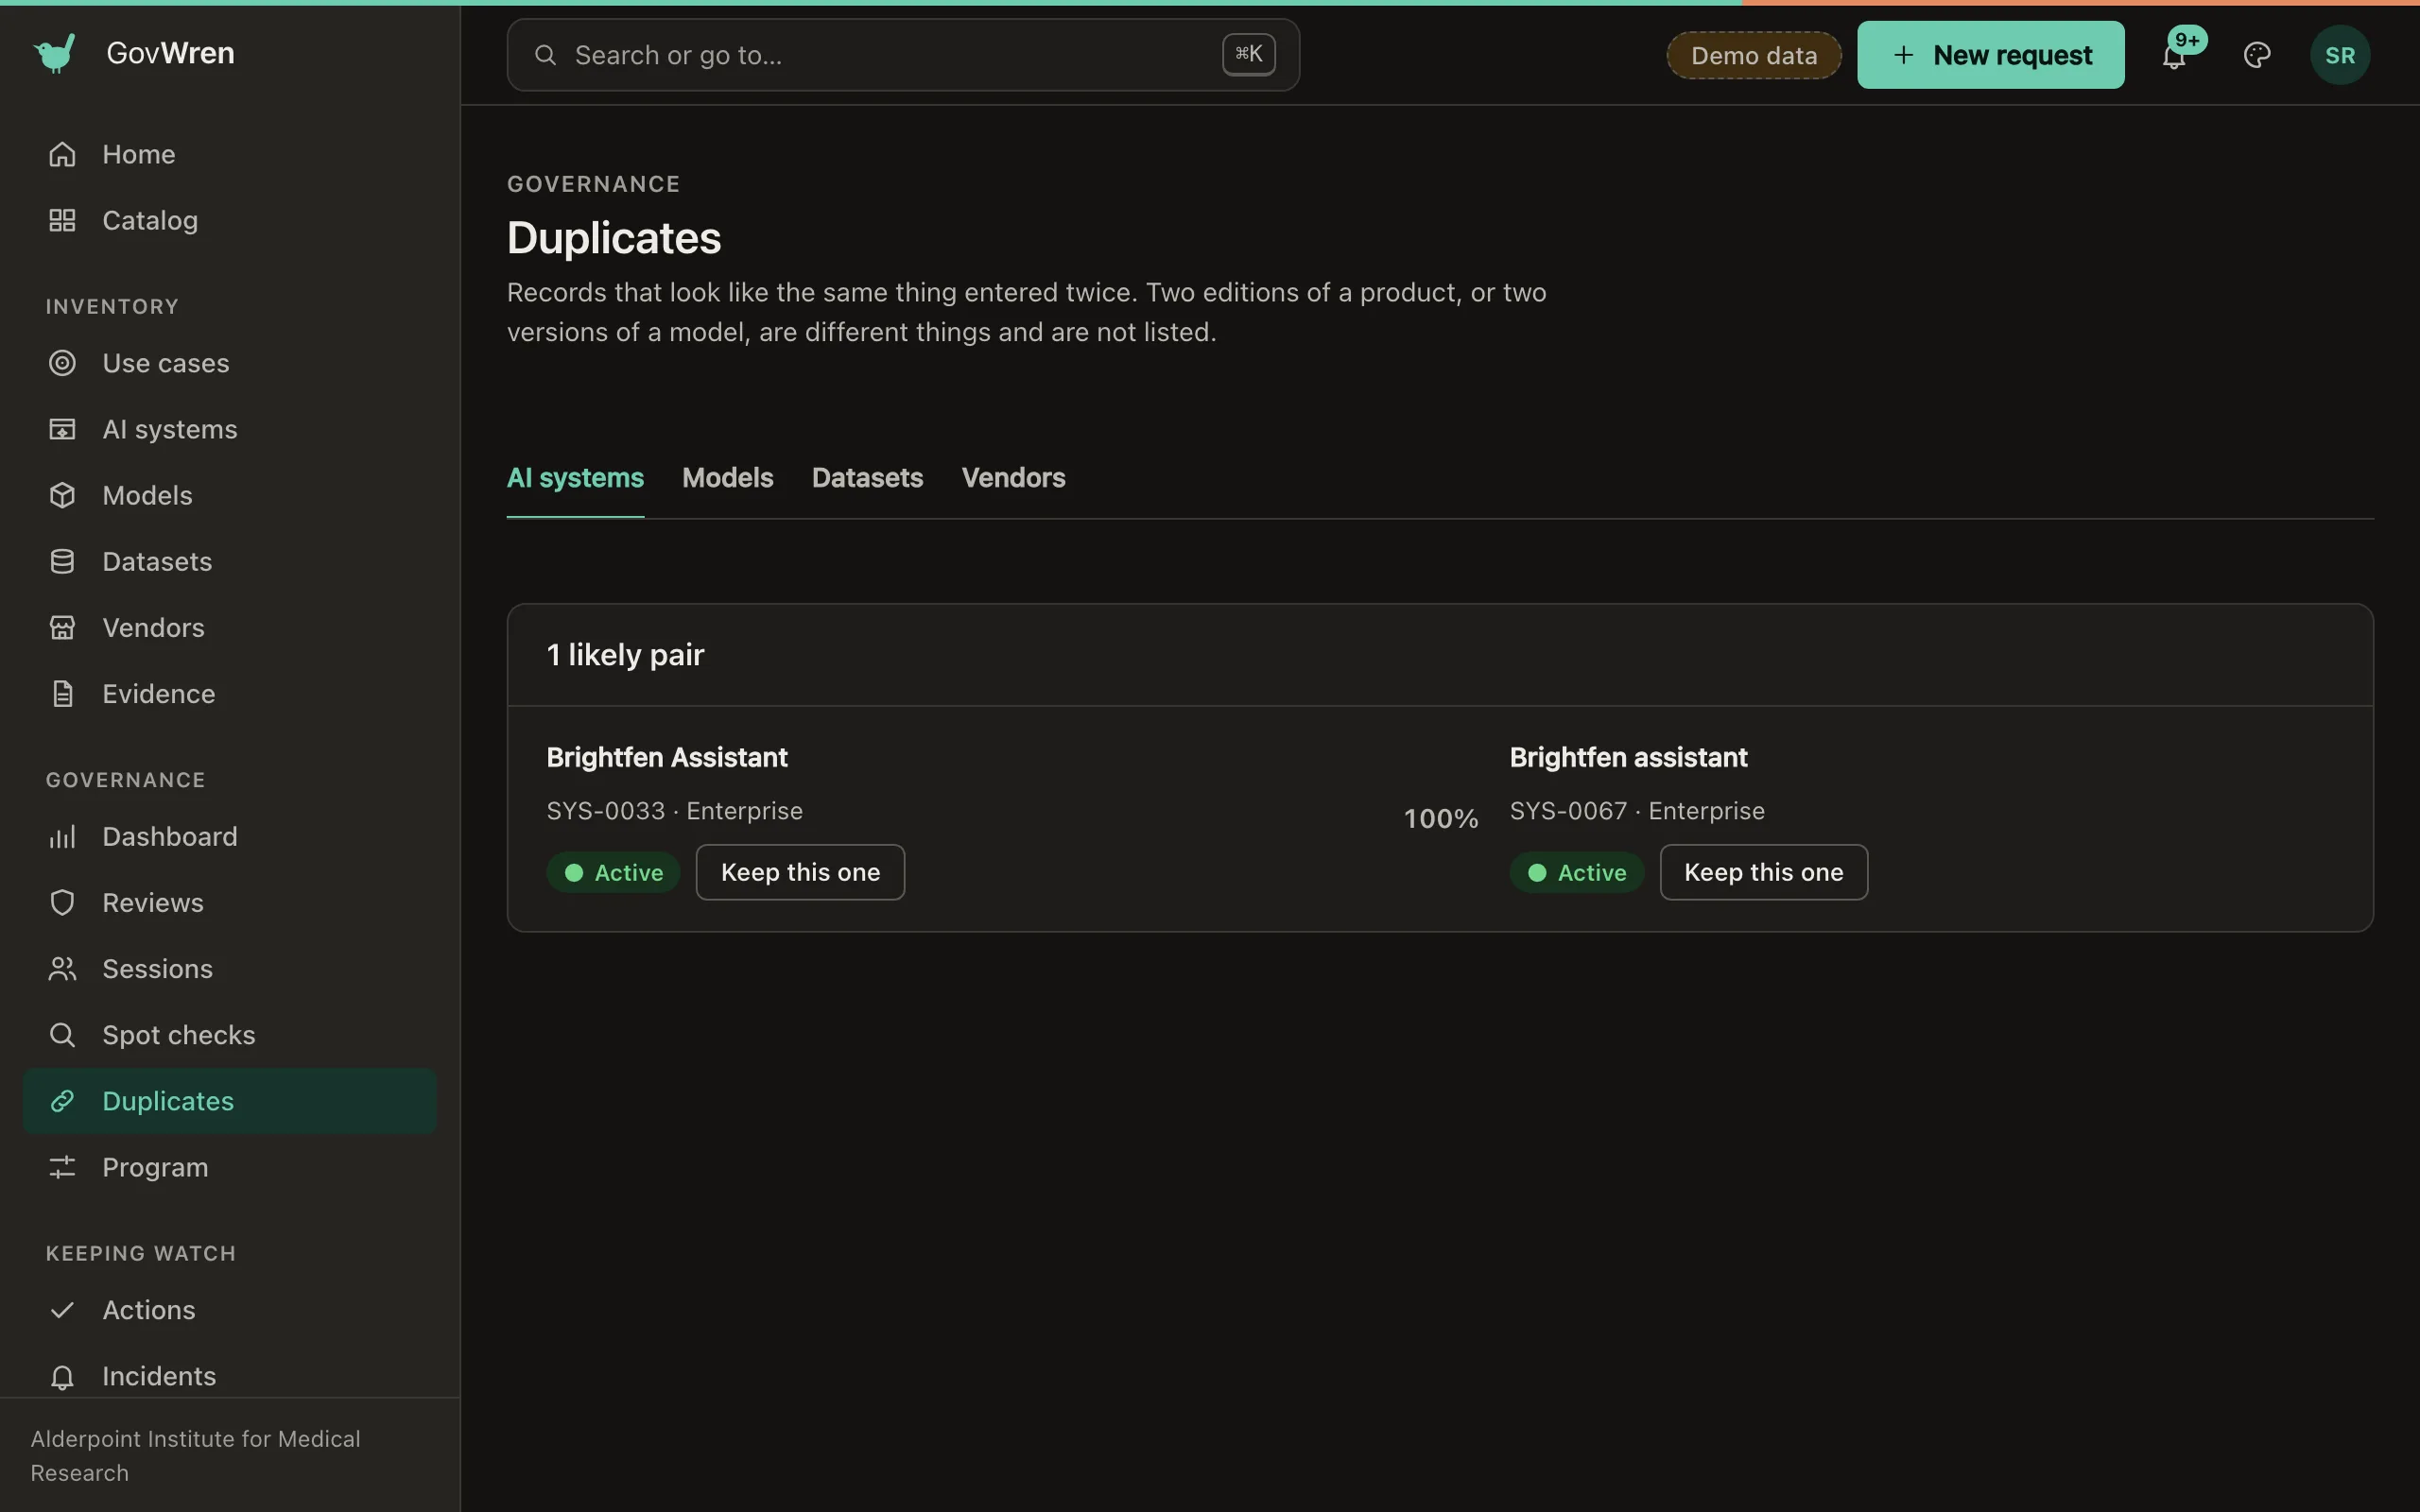 GovWren
Search or go to...
⌘K
Demo data
+ New request
9+
SR
Home
Catalog
INVENTORY
Use cases
AI systems
Models
Datasets
Vendors
Evidence
GOVERNANCE
Dashboard
Reviews
Sessions
Spot checks
Duplicates
Program
KEEPING WATCH
Actions
Incidents
Alderpoint Institute for Medical
Research
GOVERNANCE
Duplicates
Records that look like the same thing entered twice. Two editions of a product, or two
versions of a model, are different things and are not listed.
AI systems Models Datasets Vendors
1 likely pair
Brightfen Assistant
SYS-0033 · Enterprise
Active Keep this one
100%
Brightfen assistant
SYS-0067 · Enterprise
Active Keep this one